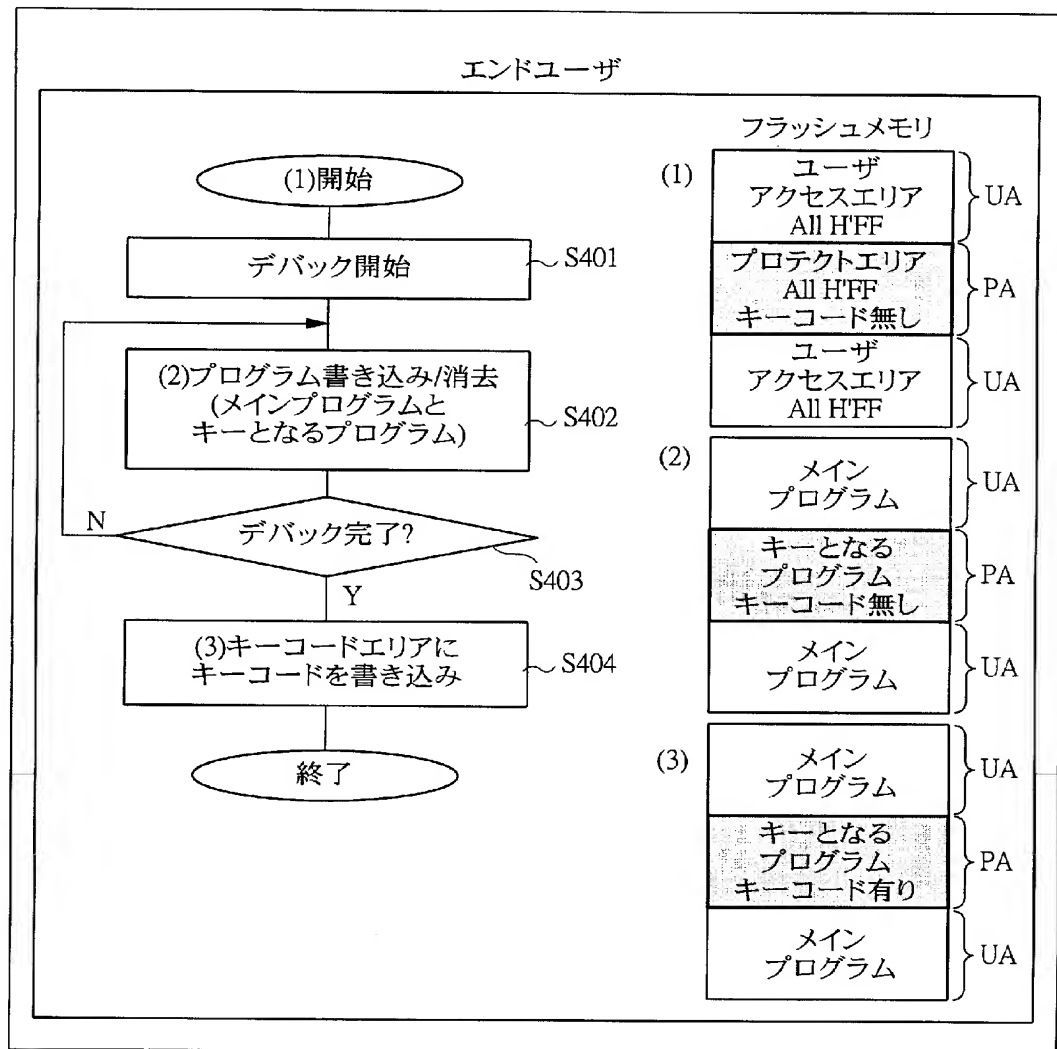 エンドユーザ
(1)開始
デバック開始
S401
(2)プログラム書き込み/消去
(メインプログラムと
キーとなるプログラム)
S402
デバック完了?
N
S403
Y
(3)キーコードエリアに
キーコードを書き込み
S404
終了
フラッシュメモリ
(1)
ユーザ
アクセスエリア
All H'FF
UA
プロテクトエリア
All H'FF
キーコード無し
PA
ユーザ
アクセスエリア
All H'FF
UA
(2)
メイン
プログラム
UA
キーとなる
プログラム
キーコード無し
PA
メイン
プログラム
UA
(3)
メイン
プログラム
UA
キーとなる
プログラム
キーコード有り
PA
メイン
プログラム
UA